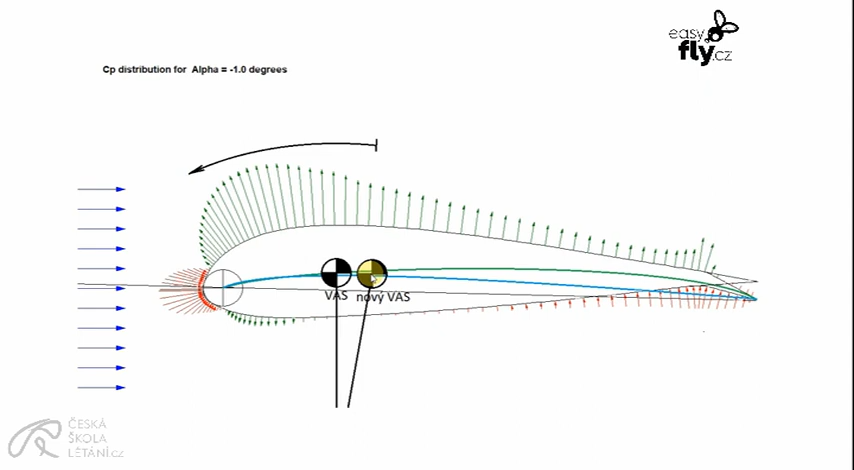 easy
fly.cz
Cp distribution for Alpha = -1.0 degrees
VAS nový VAS
ČESKÁ
ŠKOLA
LÉTÁNÍ.cz